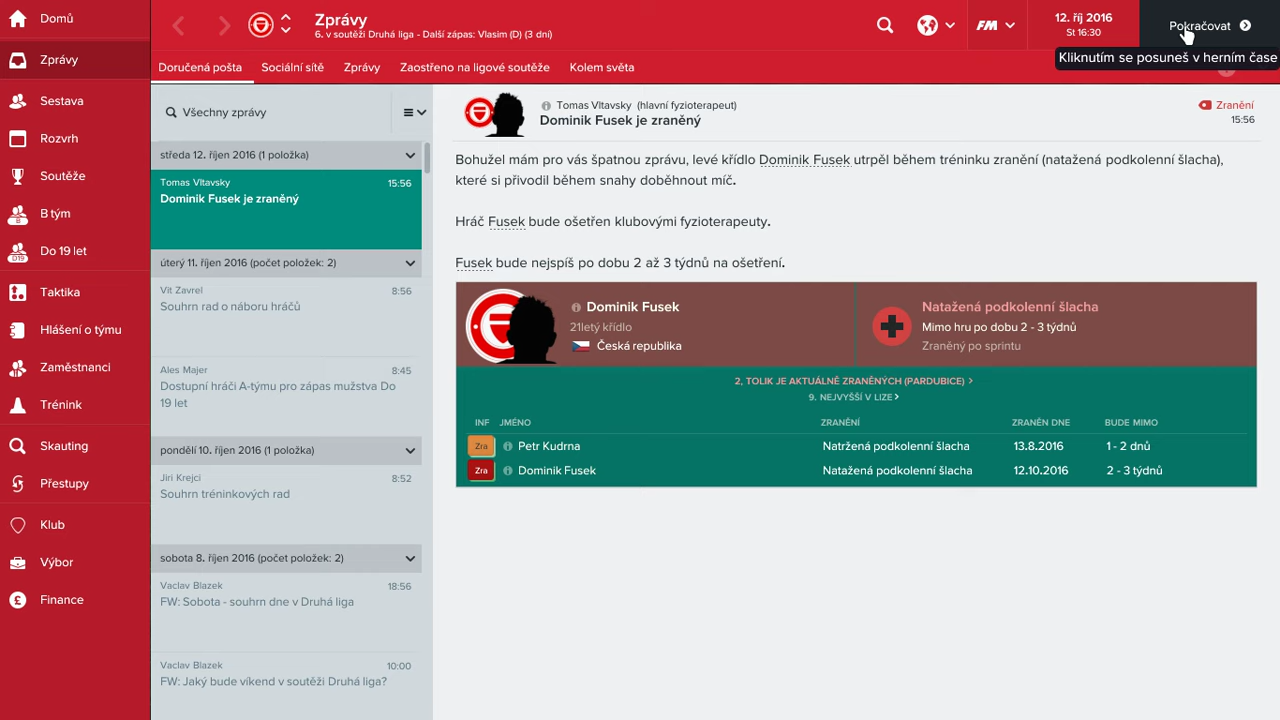 Domů
Zprávy
Sestava
Rozvrh
Soutěže
B tým
Do 19 let
Taktika
Hlášení o týmu
Zaměstnanci
Trénink
Skauting
Přestupy
Klub
Výbor
Finance
Zprávy
6. v soutěži Druhá liga - Další zápas: Vlasim (D) (3 dni)
FM
12. říj 2016
St 16:30
Pokračovat
Kliknutím se posuneš v herním čase
Doručená pošta
Sociální sítě
Zprávy
Zaostřeno na ligové soutěže
Kolem světa
Všechny zprávy
středa 12. říjen 2016 (1 položka)
Tomas Vltavsky 15:56
Dominik Fusek je zraněný
úterý 11. říjen 2016 (počet položek: 2)
Vit Zavrel 8:56
Souhrn rad o náboru hráčů
Ales Majer 8:45
Dostupní hráči A-týmu pro zápas mužstva Do
19 let
pondělí 10. říjen 2016 (1 položka)
Jiri Krejci 8:52
Souhrn tréninkových rad
sobota 8. říjen 2016 (počet položek: 2)
Vaclav Blazek 18:56
FW: Sobota - souhrn dne v Druhá liga
Vaclav Blazek 10:00
FW: Jaký bude víkend v soutěži Druhá liga?
Tomas Vltavsky (hlavní fyzioterapeut)
Dominik Fusek je zraněný
Zranění
15:56
Bohužel mám pro vás špatnou zprávu, levé křídlo Dominik Fusek utrpěl během tréninku zranění (natažená podkolenní šlacha),
které si přivodil během snahy doběhnout míč.
Hráč Fusek bude ošetřen klubovými fyzioterapeuty.
Fusek bude nejspíš po dobu 2 až 3 týdnů na ošetření.
Dominik Fusek
21letý křídlo
Česká republika
Natažená podkolenní šlacha
Mimo hru po dobu 2 - 3 týdnů
Zraněný po sprintu
2, TOLIK JE AKTUÁLNĚ ZRANĚNÝCH (PARDUBICE)
9. NEJVYŠŠÍ V LIZE
INF JMÉNO ZRANĚNÍ ZRANĚN DNE BUDE MIMO
Zra Petr Kudrna Natržená podkolenní šlacha 13.8.2016 1 - 2 dnů
Zra Dominik Fusek Natažená podkolenní šlacha 12.10.2016 2 - 3 týdnů